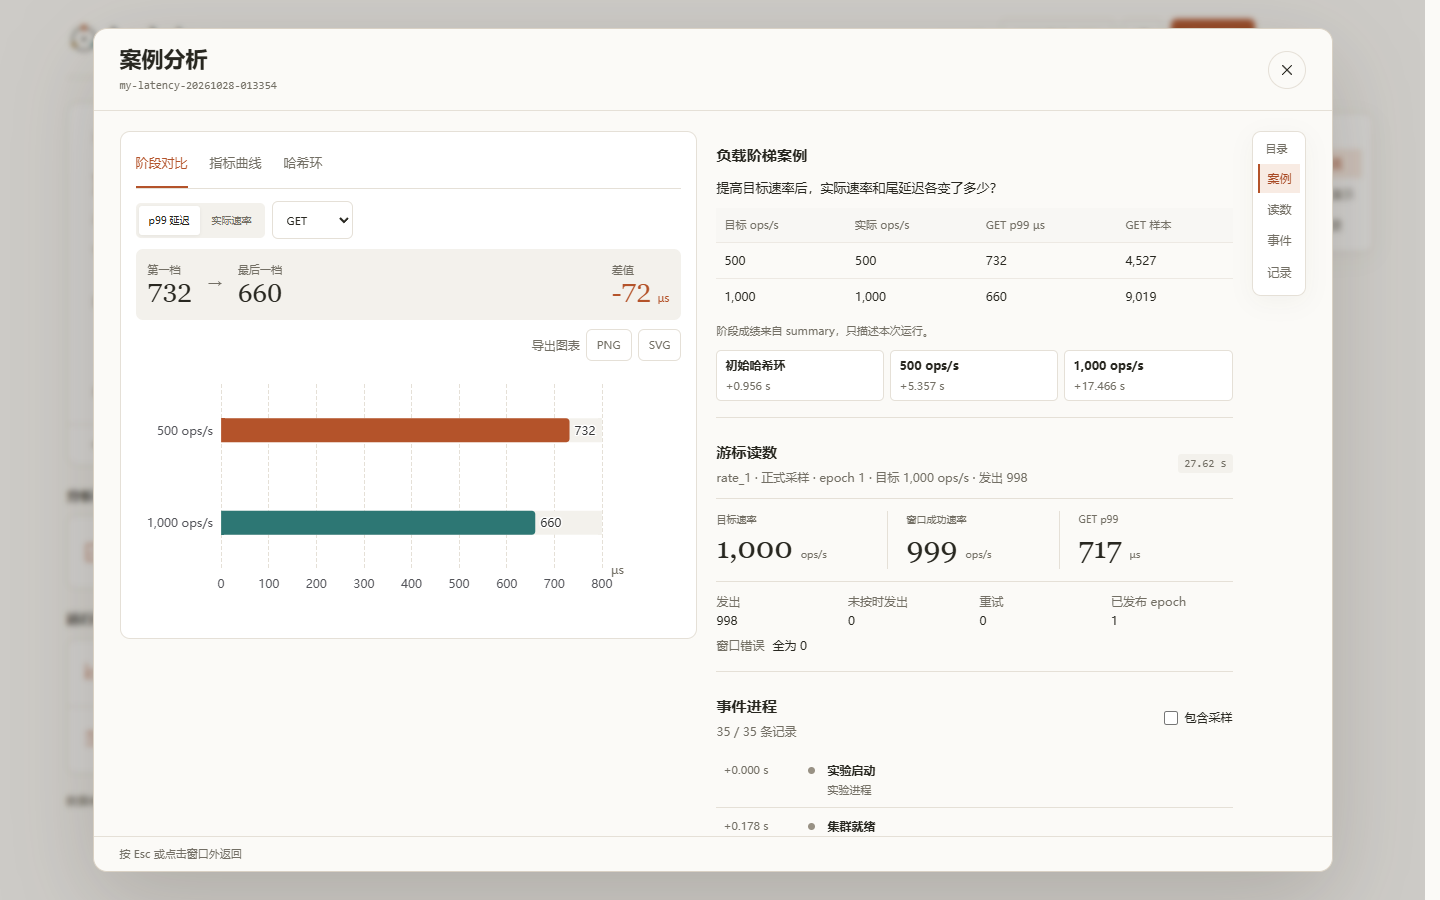 案例分析
my-latency-20261028-013354
阶段对比 指标曲线 哈希环
p99 延迟 实际速率 GET
第一档 最后一档 差值
732 → 660 -72 μs
导出图表 PNG SVG
500 ops/s 732
1,000 ops/s 660
μs
0 100 200 300 400 500 600 700 800
负载阶梯案例
提高目标速率后，实际速率和尾延迟各变了多少？
目标 ops/s 实际 ops/s GET p99 μs GET 样本
500 500 732 4,527
1,000 1,000 660 9,019
阶段成绩来自 summary，只描述本次运行。
初始哈希环 500 ops/s 1,000 ops/s
+0.956 s +5.357 s +17.466 s
游标读数
rate_1 · 正式采样 · epoch 1 · 目标 1,000 ops/s · 发出 998
27.62 s
目标速率 窗口成功速率 GET p99
1,000 ops/s 999 ops/s 717 μs
发出 未按时发出 重试 已发布 epoch
998 0 0 1
窗口错误 全为 0
事件进程
35 / 35 条记录
包含采样
+0.000 s 实验启动
实验进程
+0.178 s 集群就绪
目录
案例
读数
事件
记录
按 Esc 或点击窗口外返回